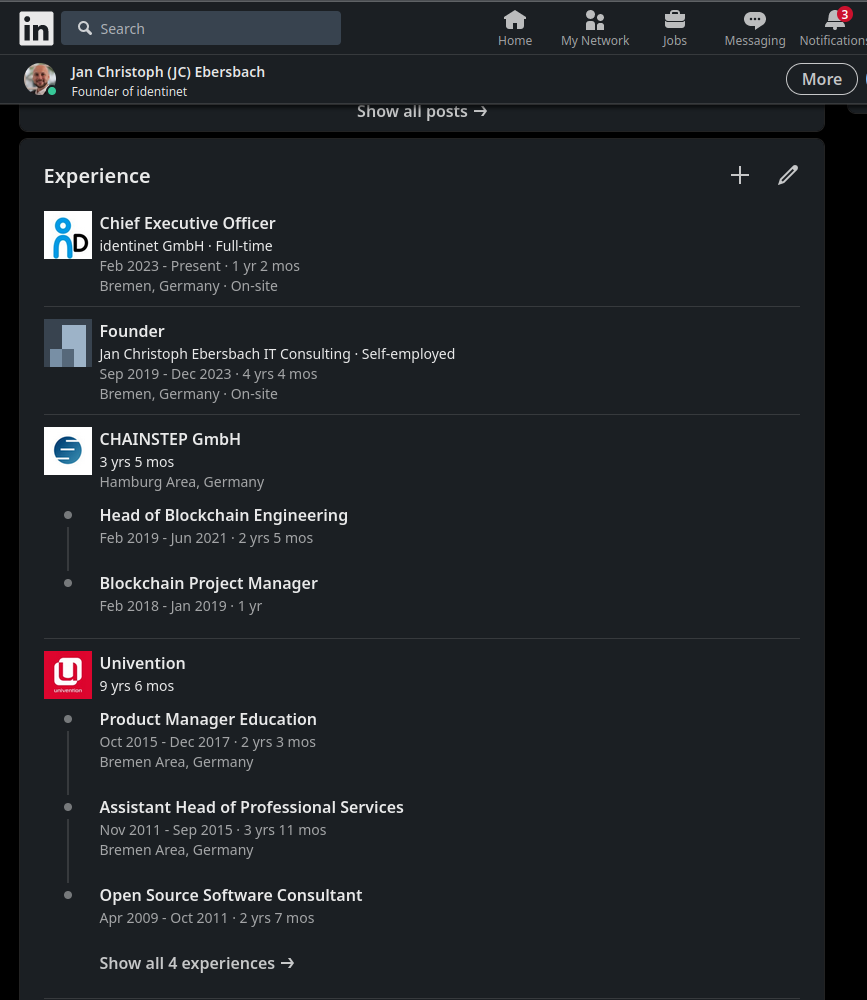 in
Search
Home
My Network
Jobs
Messaging
3
Notifications
Jan Christoph (JC) Ebersbach
Founder of identinet
More
Show all posts →
Experience
D
Chief Executive Officer
identinet GmbH · Full-time
Feb 2023 - Present · 1 yr 2 mos
Bremen, Germany · On-site
Founder
Jan Christoph Ebersbach IT Consulting · Self-employed
Sep 2019 - Dec 2023 · 4 yrs 4 mos
Bremen, Germany · On-site
CHAINSTEP GmbH
3 yrs 5 mos
Hamburg Area, Germany
Head of Blockchain Engineering
Feb 2019 - Jun 2021 · 2 yrs 5 mos
Blockchain Project Manager
Feb 2018 - Jan 2019 · 1 yr
u
univention
Univention
9 yrs 6 mos
Product Manager Education
Oct 2015 - Dec 2017 · 2 yrs 3 mos
Bremen Area, Germany
Assistant Head of Professional Services
Nov 2011 - Sep 2015 · 3 yrs 11 mos
Bremen Area, Germany
Open Source Software Consultant
Apr 2009 - Oct 2011 · 2 yrs 7 mos
Show all 4 experiences →